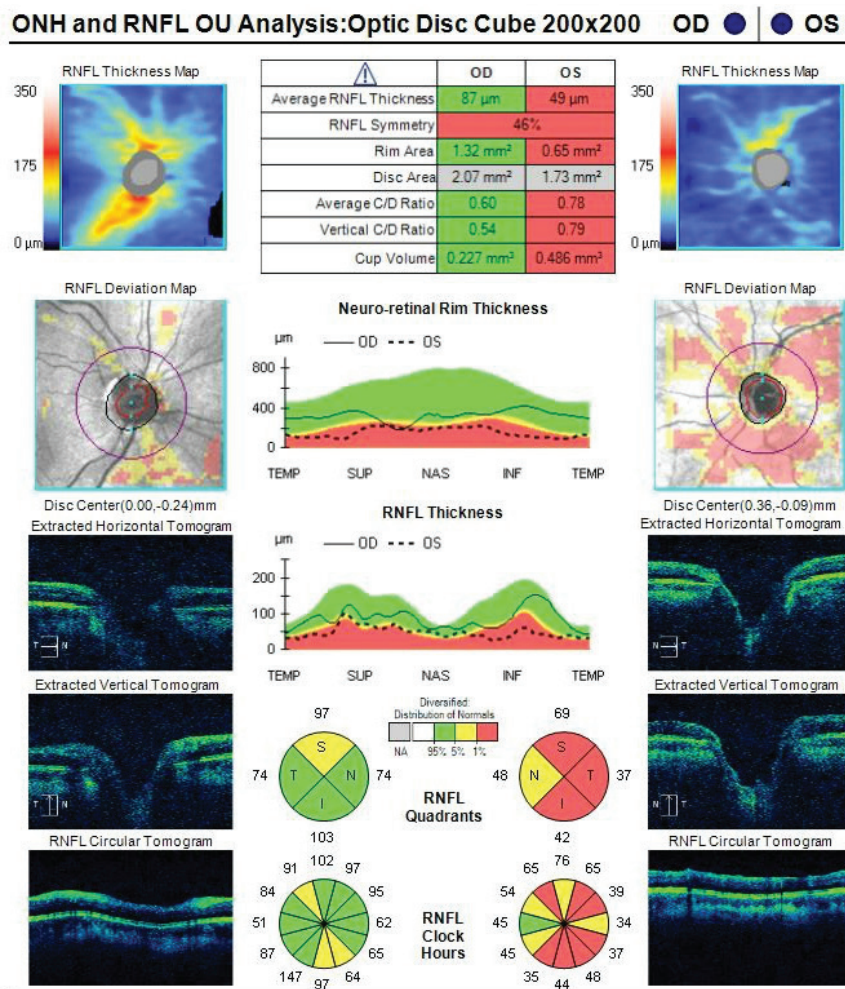 ONH and RNFL OU Analysis:Optic Disc Cube 200x200 OD OS
RNFL Thickness Map
350
175
0 µm
OD OS
Average RNFL Thickness 87 µm 49 µm
RNFL Symmetry 46%
Rim Area 1.32 mm² 0.65 mm²
Disc Area 2.07 mm² 1.73 mm²
Average C/D Ratio 0.60 0.78
Vertical C/D Ratio 0.54 0.79
Cup Volume 0.227 mm³ 0.486 mm³
RNFL Thickness Map
350
175
0 µm
RNFL Deviation Map
Disc Center(0.00,-0.24)mm
Neuro-retinal Rim Thickness
µm OD OS
800
400
0
TEMP SUP NAS INF TEMP
RNFL Deviation Map
Disc Center(0.36,-0.09)mm
Extracted Horizontal Tomogram
T N
RNFL Thickness
µm OD OS
200
100
0
TEMP SUP NAS INF TEMP
Extracted Horizontal Tomogram
T N
Extracted Vertical Tomogram
T N
Diversified:
Distribution of Normals
NA 95% 5% 1%
97
S
74 T N 74
I
103
RNFL
Quadrants
69
S
48 N T 37
I
42
Extracted Vertical Tomogram
T N
RNFL Circular Tomogram
102
91 97
84 95
51 62
87 65
147 64
97
RNFL
Clock
Hours
76
65 65
54 39
45 34
45 37
35 48
44
RNFL Circular Tomogram